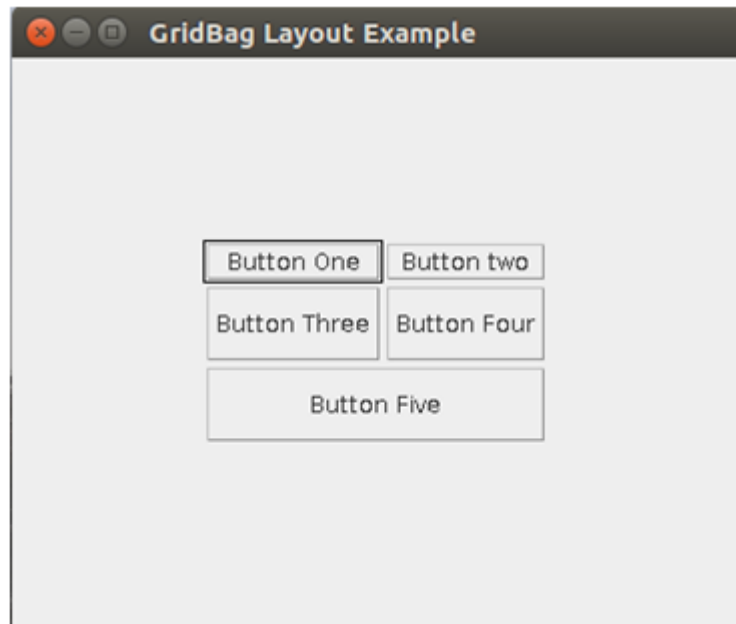 GridBag Layout Example
Button One
Button two
Button Three
Button Four
Button Five